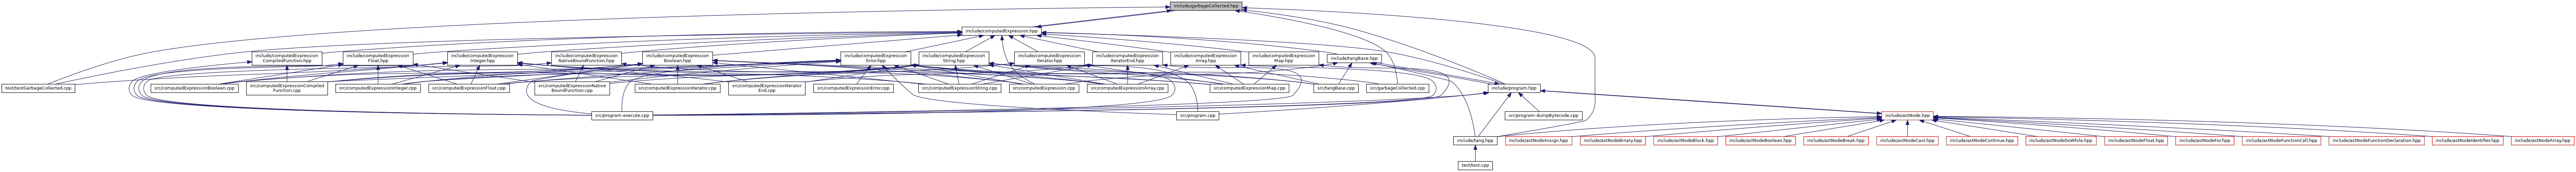 include/garbageCollected.hpp
include/computedExpression.hpp
include/computedExpression
CompiledFunction.hpp
include/computedExpression
Float.hpp
include/computedExpression
Integer.hpp
include/computedExpression
NativeBoundFunction.hpp
include/computedExpression
Boolean.hpp
include/computedExpression
Error.hpp
include/computedExpression
String.hpp
include/computedExpression
Iterator.hpp
include/computedExpression
IteratorEnd.hpp
include/computedExpression
Array.hpp
include/computedExpression
Map.hpp
include/tangBase.hpp
test/testGarbageCollected.cpp
src/computedExpressionBoolean.cpp
src/computedExpressionCompiled
Function.cpp
src/computedExpressionInteger.cpp
src/computedExpressionFloat.cpp
src/computedExpressionNative
BoundFunction.cpp
src/computedExpressionIterator.cpp
src/computedExpressionIterator
End.cpp
src/computedExpressionError.cpp
src/computedExpressionString.cpp
src/computedExpression.cpp
src/computedExpressionArray.cpp
src/computedExpressionMap.cpp
src/tangBase.cpp
src/garbageCollected.cpp
include/program.hpp
src/program-execute.cpp
src/program.cpp
src/program-dumpBytecode.cpp
include/astNode.hpp
include/tang.hpp
include/astNodeAssign.hpp
include/astNodeBinary.hpp
include/astNodeBlock.hpp
include/astNodeBoolean.hpp
include/astNodeBreak.hpp
include/astNodeCast.hpp
include/astNodeContinue.hpp
include/astNodeDoWhile.hpp
include/astNodeFloat.hpp
include/astNodeFor.hpp
include/astNodeFunctionCall.hpp
include/astNodeFunctionDeclaration.hpp
include/astNodeIdentifier.hpp
include/astNodeArray.hpp
test/test.cpp